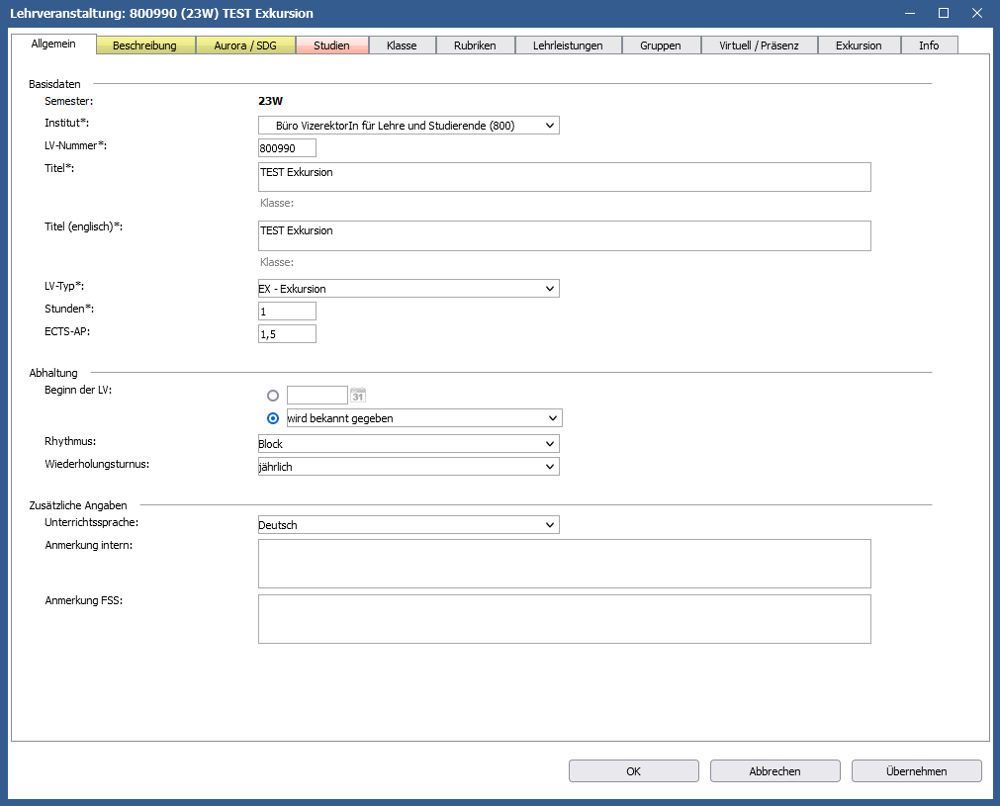 Lehrveranstaltung: 800990 (23W) TEST Exkursion
Allgemein Beschreibung Aurora / SDG Studien Klasse Rubriken Lehrleistungen Gruppen Virtuell / Präsenz Exkursion Info
Basisdaten
Semester: 23W
Institut*: Büro VizerektorIn für Lehre und Studierende (800)
LV-Nummer*: 800990
Titel*: TEST Exkursion
Klasse:
Titel (englisch)*: TEST Exkursion
Klasse:
LV-Typ*: EX - Exkursion
Stunden*: 1
ECTS-AP: 1,5
Abhaltung
Beginn der LV: 31
wird bekannt gegeben
Rhythmus: Block
Wiederholungsturnus: jährlich
Zusätzliche Angaben
Unterrichtssprache: Deutsch
Anmerkung intern:
Anmerkung FSS:
OK Abbrechen Übernehmen